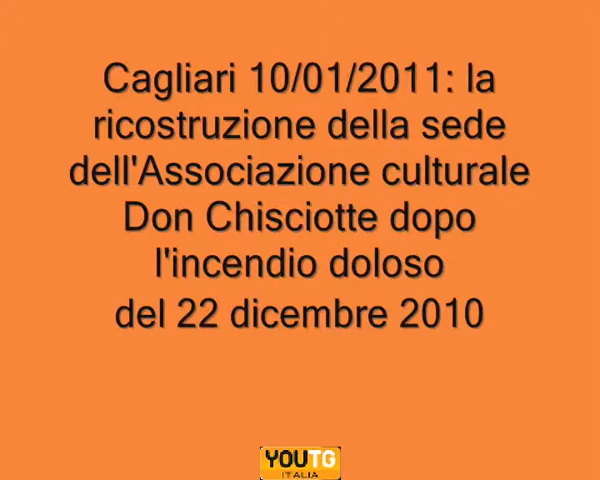 Cagliari 10/01/2011: la
ricostruzione della sede
dell'Associazione culturale
Don Chisciotte dopo
l'incendio doloso
del 22 dicembre 2010
YOUTG
ITALIA